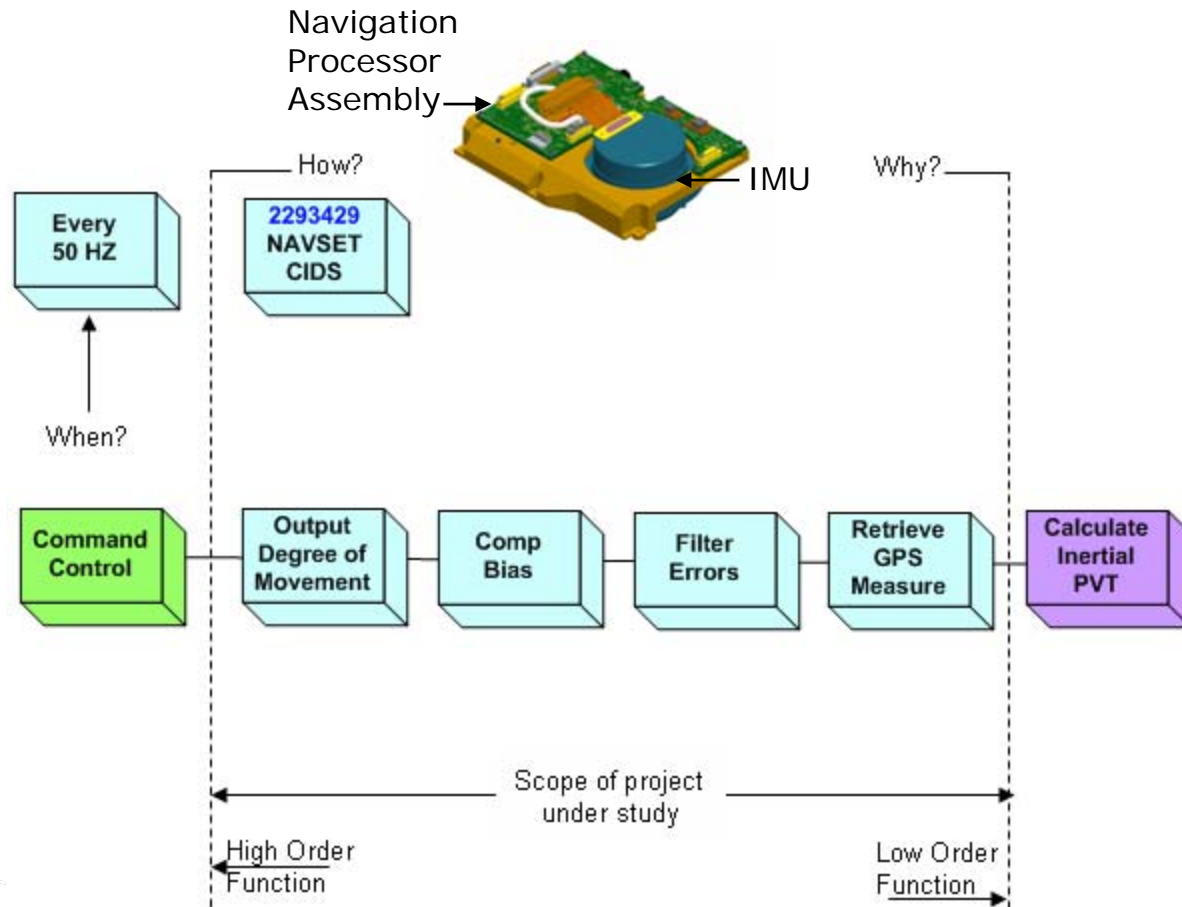 Navigation
Processor
Assembly
IMU
How?
Why?
Every
50 HZ
2293429
NAVSET
CIDS
When?
Command
Control
Output
Degree of
Movement
Comp
Bias
Filter
Errors
Retrieve
GPS
Measure
Calculate
Inertial
PVT
Scope of project
under study
High Order
Function
Low Order
Function